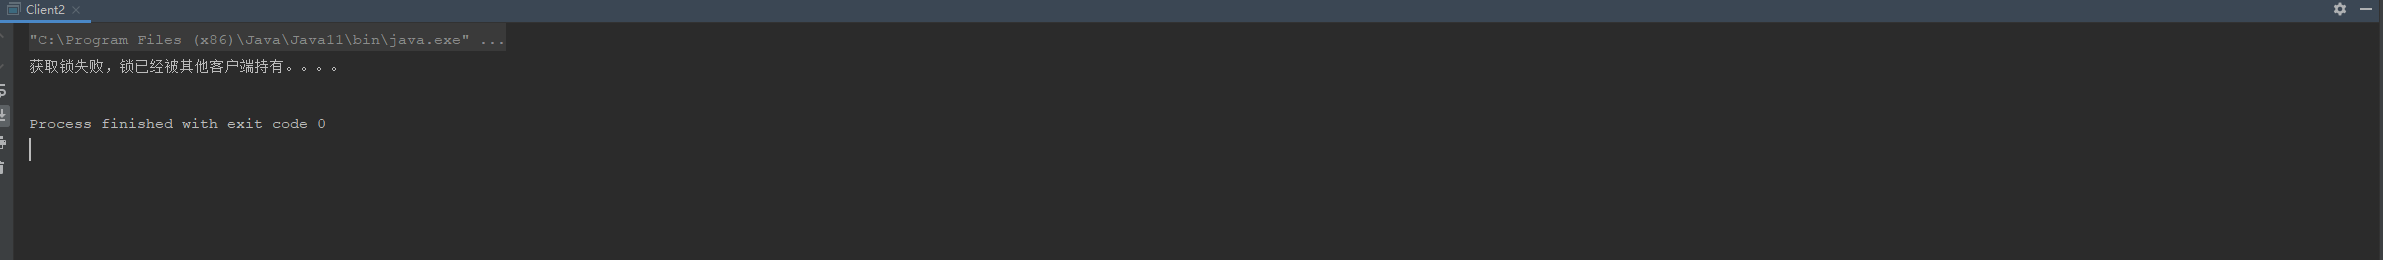 Client2
"C:\Program Files (x86)\Java\Java11\bin\java.exe" ...
获取锁失败，锁已经被其他客户端持有。。。。
Process finished with exit code 0